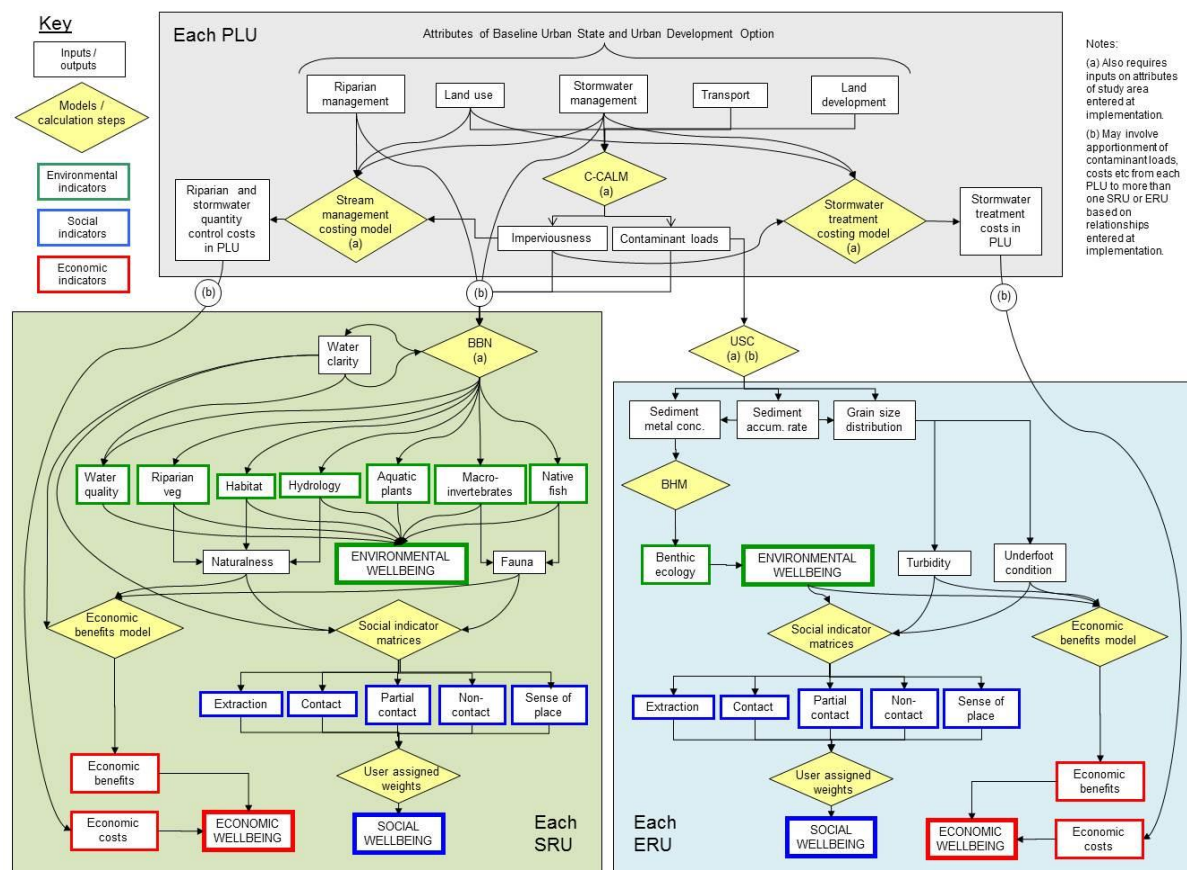 Key
Inputs /
outputs
Models /
calculation steps
Environmental
indicators
Social
indicators
Economic
indicators
Each PLU
Attributes of Baseline Urban State and Urban Development Option
Riparian
management
Land use
Stormwater
management
Transport
Land
development
C-CALM
(a)
Riparian and
stormwater
quantity
control costs
in PLU
Stream
management
costing model
(a)
Imperviousness
Contaminant loads
Stormwater
treatment
costing model
(a)
Stormwater
treatment
costs in
PLU
Notes:
(a) Also requires
inputs on attributes
of study area
entered at
implementation.
(b) May involve
apportionment of
contaminant loads,
costs etc from each
PLU to more than
one SRU or ERU
based on
relationships
entered at
implementation.
(b)
(b)
(b)
Water
clarity
BBN
(a)
Water
quality
Riparian
veg
Habitat
Hydrology
Aquatic
plants
Macro-
invertebrates
Native
fish
Naturalness
ENVIRONMENTAL
WELLBEING
Fauna
Economic
benefits model
Social indicator
matrices
Extraction
Contact
Partial
contact
Non-
contact
Sense of
place
Economic
benefits
User assigned
weights
Economic
costs
ECONOMIC
WELLBEING
SOCIAL
WELLBEING
Each
SRU
USC
(a) (b)
Sediment
metal conc.
Sediment
accum. rate
Grain size
distribution
BHM
Benthic
ecology
ENVIRONMENTAL
WELLBEING
Turbidity
Underfoot
condition
Social indicator
matrices
Economic
benefits model
Extraction
Contact
Partial
contact
Non-
contact
Sense of
place
User assigned
weights
Economic
benefits
Each
ERU
SOCIAL
WELLBEING
ECONOMIC
WELLBEING
Economic
costs